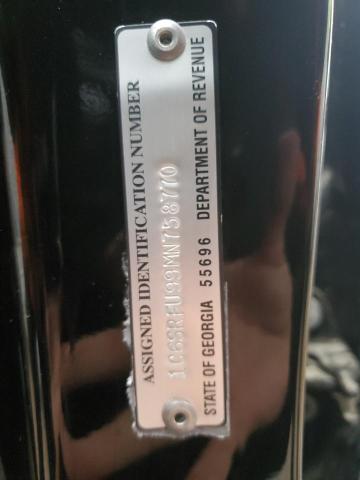 ASSIGNED IDENTIFICATION NUMBER
1C6SRFU99MN758770
STATE OF GEORGIA 55696 DEPARTMENT OF REVENUE